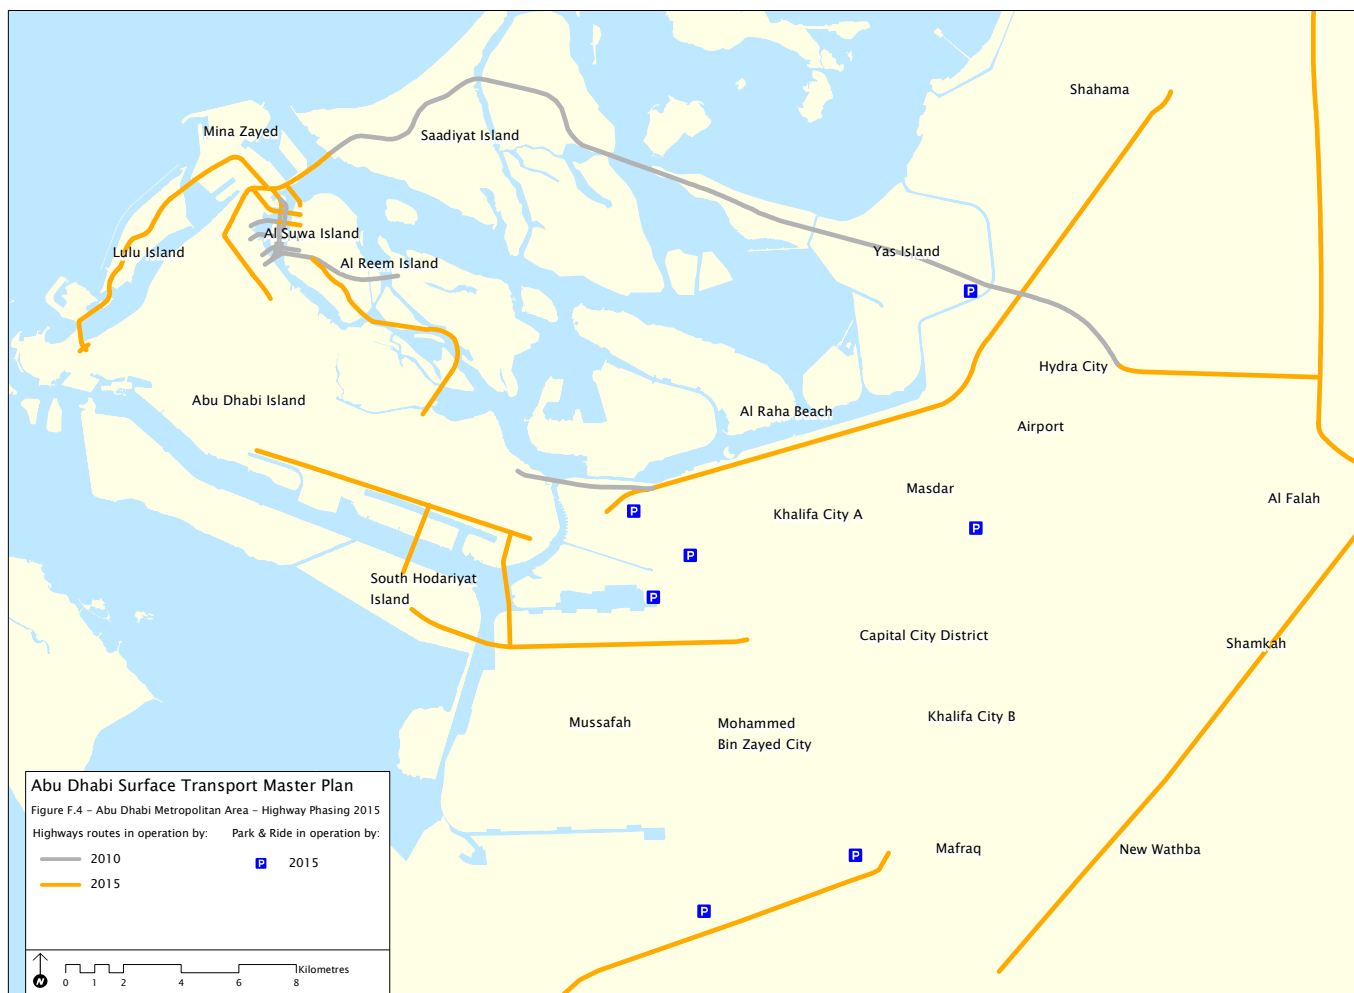 Shahama
Mina Zayed
Saadiyat Island
Al Suwa Island
Lulu Island
Al Reem Island
Yas Island
P
Hydra City
Abu Dhabi Island
Al Raha Beach
Airport
Masdar
Al Falah
P
Khalifa City A
P
P
South Hodariyat
Island
P
Capital City District
Shamkah
Mussafah
Mohammed
Bin Zayed City
Khalifa City B
P
Mafraq
New Wathba
P
Abu Dhabi Surface Transport Master Plan
Figure F.4 - Abu Dhabi Metropolitan Area - Highway Phasing 2015
Highways routes in operation by:
Park & Ride in operation by:
2010
P 2015
2015
N
Kilometres
0 1 2 4 6 8